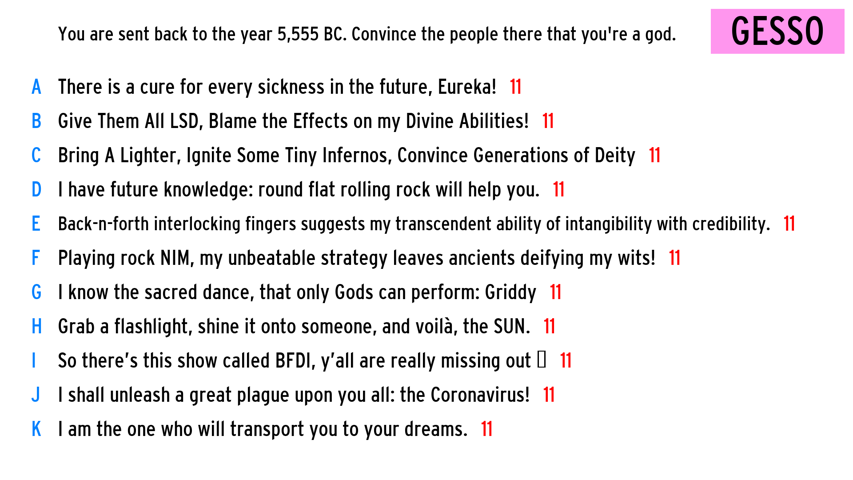 You are sent back to the year 5,555 BC. Convince the people there that you're a god.
GESSO
A There is a cure for every sickness in the future, Eureka! 11
B Give Them All LSD, Blame the Effects on my Divine Abilities! 11
C Bring A Lighter, Ignite Some Tiny Infernos, Convince Generations of Deity 11
D I have future knowledge: round flat rolling rock will help you. 11
E Back-n-forth interlocking fingers suggests my transcendent ability of intangibility with credibility. 11
F Playing rock NIM, my unbeatable strategy leaves ancients deifying my wits! 11
G I know the sacred dance, that only Gods can perform: Griddy 11
H Grab a flashlight, shine it onto someone, and voilà, the SUN. 11
I So there’s this show called BFDI, y’all are really missing out 11
J I shall unleash a great plague upon you all: the Coronavirus! 11
K I am the one who will transport you to your dreams. 11